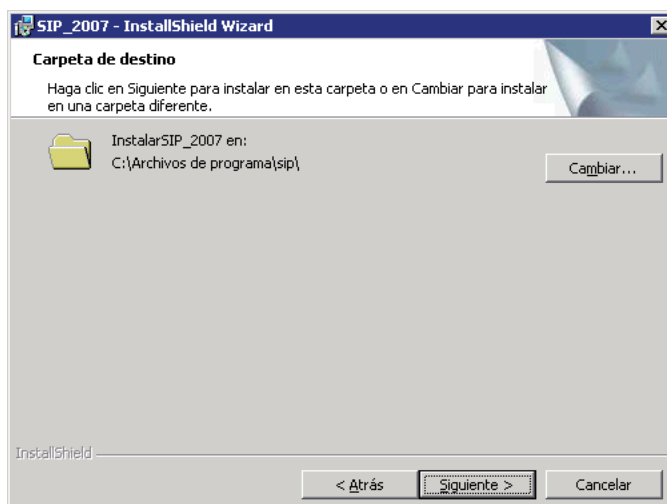 SIP_2007 - InstallShield Wizard
Carpeta de destino
Haga clic en Siguiente para instalar en esta carpeta o en Cambiar para instalar
en una carpeta diferente.
InstalarSIP_2007 en:
C:\Archivos de programa\sip\
Cambiar...
InstallShield
< Atrás
Siguiente >
Cancelar